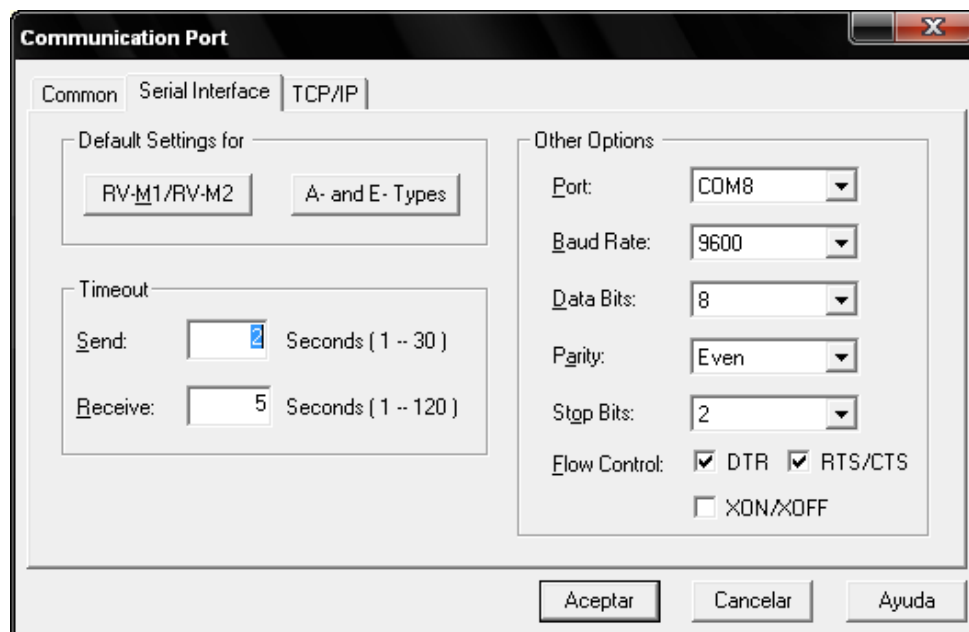 Communication Port
Common
Serial Interface
TCP/IP
Default Settings for
RV-M1/RV-M2
A- and E- Types
Timeout
Send:
2
Seconds ( 1 -- 30 )
Receive:
5
Seconds ( 1 -- 120 )
Other Options
Port:
COM8
Baud Rate:
9600
Data Bits:
8
Parity:
Even
Stop Bits:
2
Flow Control:
DTR
RTS/CTS
XON/XOFF
Aceptar
Cancelar
Ayuda